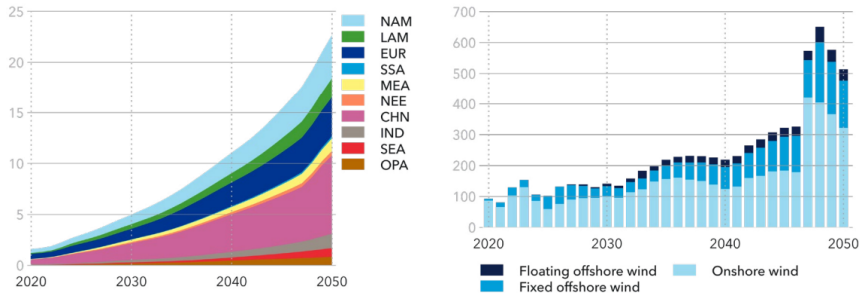 25
20
15
10
5
0
2020
2030
2040
2050
NAM
LAM
EUR
SSA
MEA
NEE
CHN
IND
SEA
OPA
700
600
500
400
300
200
100
0
2020
2030
2040
2050
Floating offshore wind
Onshore wind
Fixed offshore wind